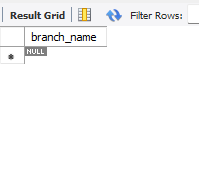 Result Grid Filter Rows:
branch_name
NULL